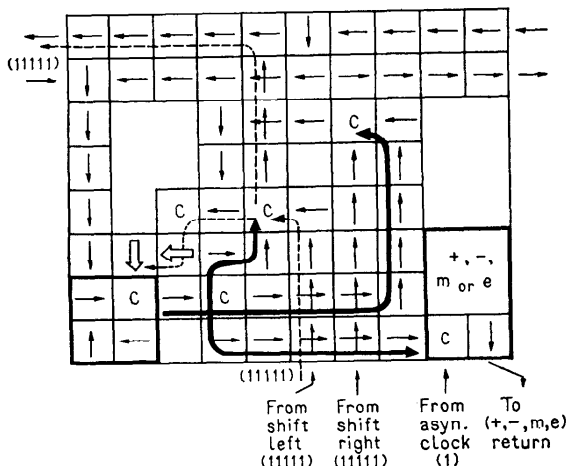 (11111)
C
C
C
+, -,
m or e
C
C
C
(11111)
From From From To
shift shift asyn. (+,-,m,e)
left right clock return
(11111) (11111) (1)